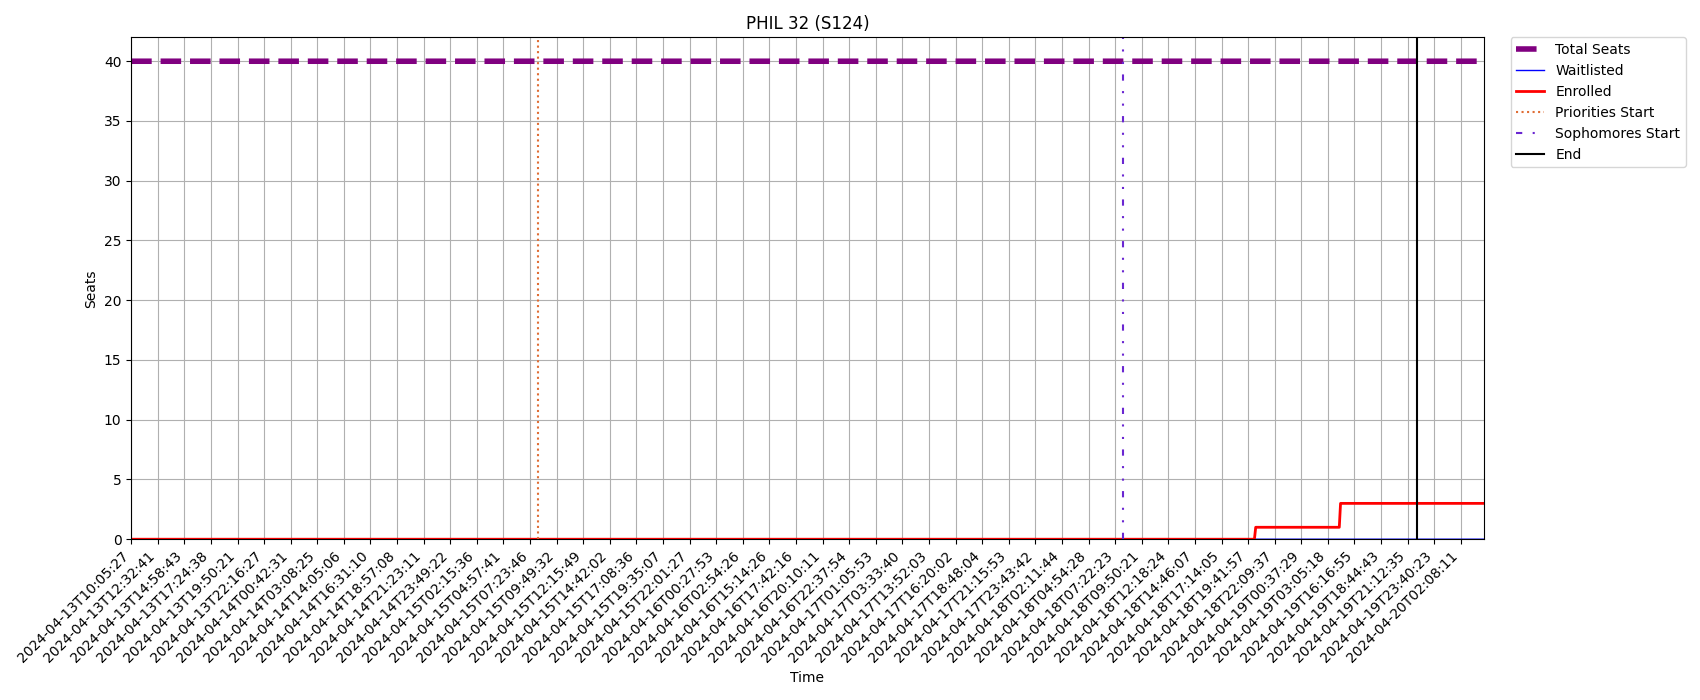 PHIL 32 (S124)
Total Seats
Waitlisted
Enrolled
Priorities Start
Sophomores Start
End
Seats
40
35
30
25
20
15
10
5
0
2024-04-13T10:05:27
2024-04-13T12:32:41
2024-04-13T14:58:43
2024-04-13T17:24:38
2024-04-13T19:50:21
2024-04-13T22:16:27
2024-04-14T00:42:31
2024-04-14T03:08:25
2024-04-14T14:05:06
2024-04-14T16:31:10
2024-04-14T18:57:08
2024-04-14T21:23:11
2024-04-14T23:49:22
2024-04-15T02:15:36
2024-04-15T04:57:41
2024-04-15T07:23:46
2024-04-15T09:49:32
2024-04-15T12:15:49
2024-04-15T14:42:02
2024-04-15T17:08:36
2024-04-15T19:35:07
2024-04-15T22:01:27
2024-04-16T00:27:53
2024-04-16T02:54:26
2024-04-16T15:14:26
2024-04-16T17:42:16
2024-04-16T20:10:11
2024-04-16T22:37:54
2024-04-17T01:05:53
2024-04-17T03:33:40
2024-04-17T13:52:03
2024-04-17T16:20:02
2024-04-17T18:48:04
2024-04-17T21:15:53
2024-04-17T23:43:42
2024-04-18T02:11:44
2024-04-18T04:54:28
2024-04-18T07:22:23
2024-04-18T09:50:21
2024-04-18T12:18:24
2024-04-18T14:46:07
2024-04-18T17:14:05
2024-04-18T19:41:57
2024-04-18T22:09:37
2024-04-19T00:37:29
2024-04-19T03:05:18
2024-04-19T16:16:55
2024-04-19T18:44:43
2024-04-19T21:12:35
2024-04-19T23:40:23
2024-04-20T02:08:11
Time